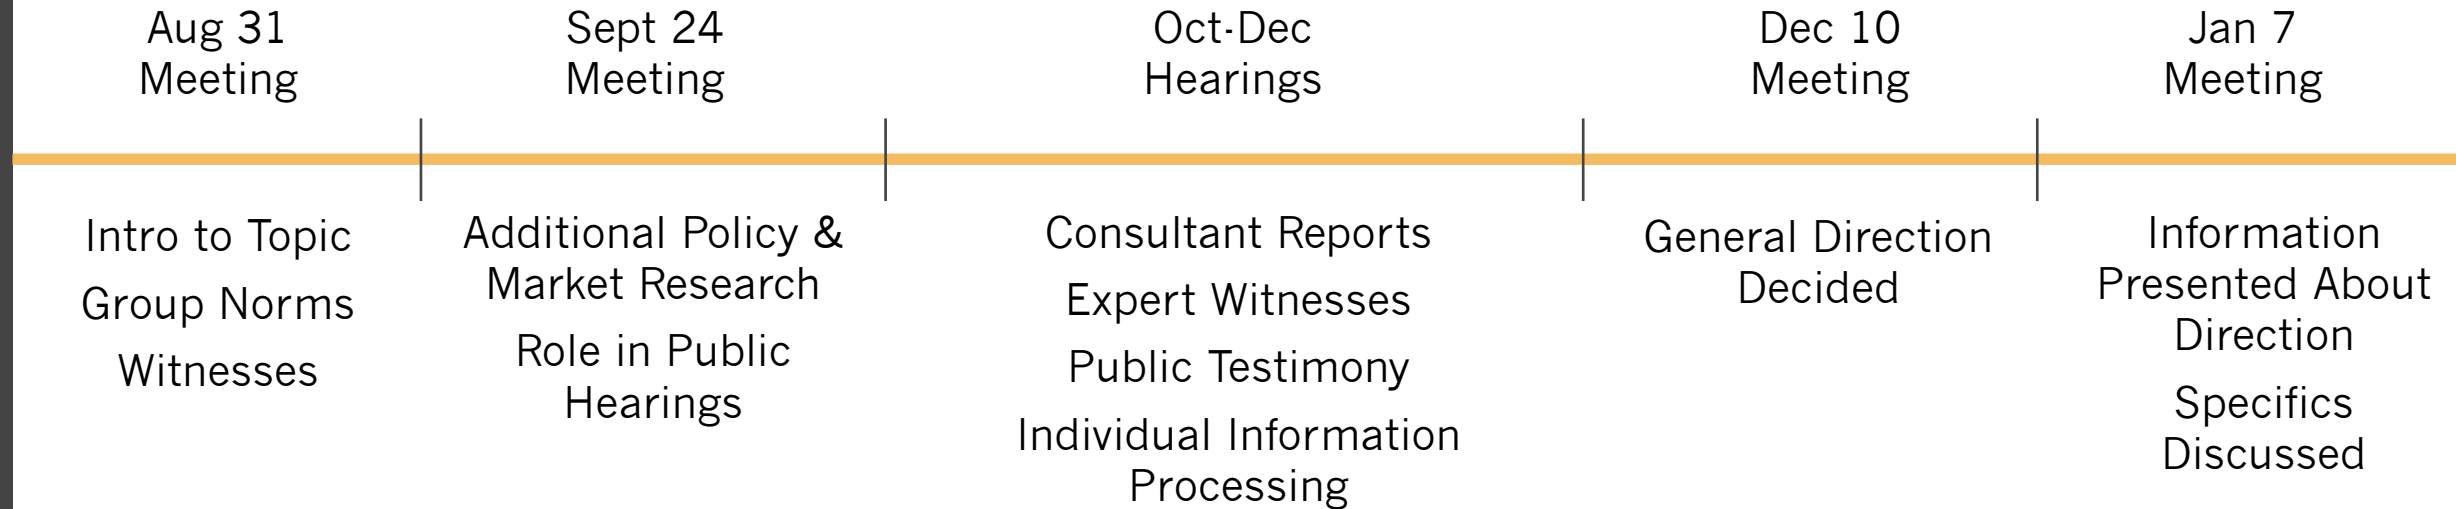 Aug 31
Meeting
Sept 24
Meeting
Oct-Dec
Hearings
Dec 10
Meeting
Jan 7
Meeting
Intro to Topic
Group Norms
Witnesses
Additional Policy &
Market Research
Role in Public
Hearings
Consultant Reports
Expert Witnesses
Public Testimony
Individual Information
Processing
General Direction
Decided
Information
Presented About
Direction
Specifics
Discussed